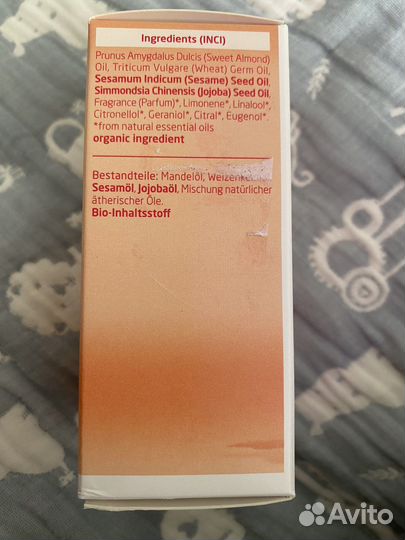 Ingredients (INCI)
Prunus Amygdalus Dulcis (Sweet Almond)
Oil, Triticum Vulgare (Wheat) Germ Oil,
Sesamum Indicum (Sesame) Seed Oil,
Simmondsia Chinensis (Jojoba) Seed Oil,
Fragrance (Parfum)*, Limonene*, Linalool*,
Citronellol*, Geraniol*, Citral*, Eugenol*.
*from natural essential oils
organic ingredient
Bestandteile: Mandelöl,
Sesamöl, Jojobaöl, Mischung natürlicher
ätherischer Öle.
Bio-Inhaltsstoff
Avito